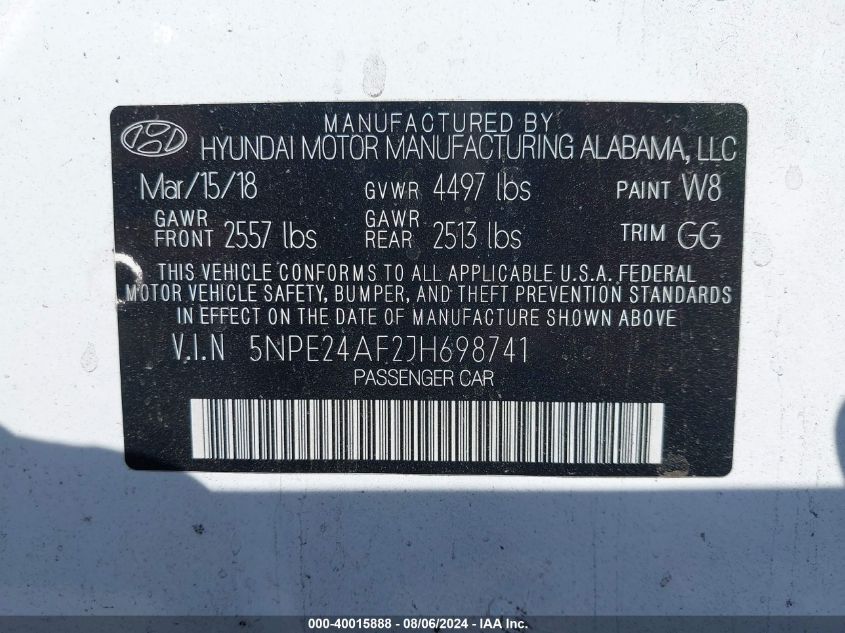 MANUFACTURED BY
HYUNDAI MOTOR MANUFACTURING ALABAMA, LLC
Mar/15/18 GVWR 4497 lbs PAINT W8
GAWR FRONT 2557 lbs GAWR REAR 2513 lbs TRIM GG
THIS VEHICLE CONFORMS TO ALL APPLICABLE U.S.A. FEDERAL
MOTOR VEHICLE SAFETY, BUMPER, AND THEFT PREVENTION STANDARDS
IN EFFECT ON THE DATE OF MANUFACTURE SHOWN ABOVE.
V.I.N 5NPE24AF2JH698741
PASSENGER CAR
000-40015888 - 08/06/2024 - IAA Inc.